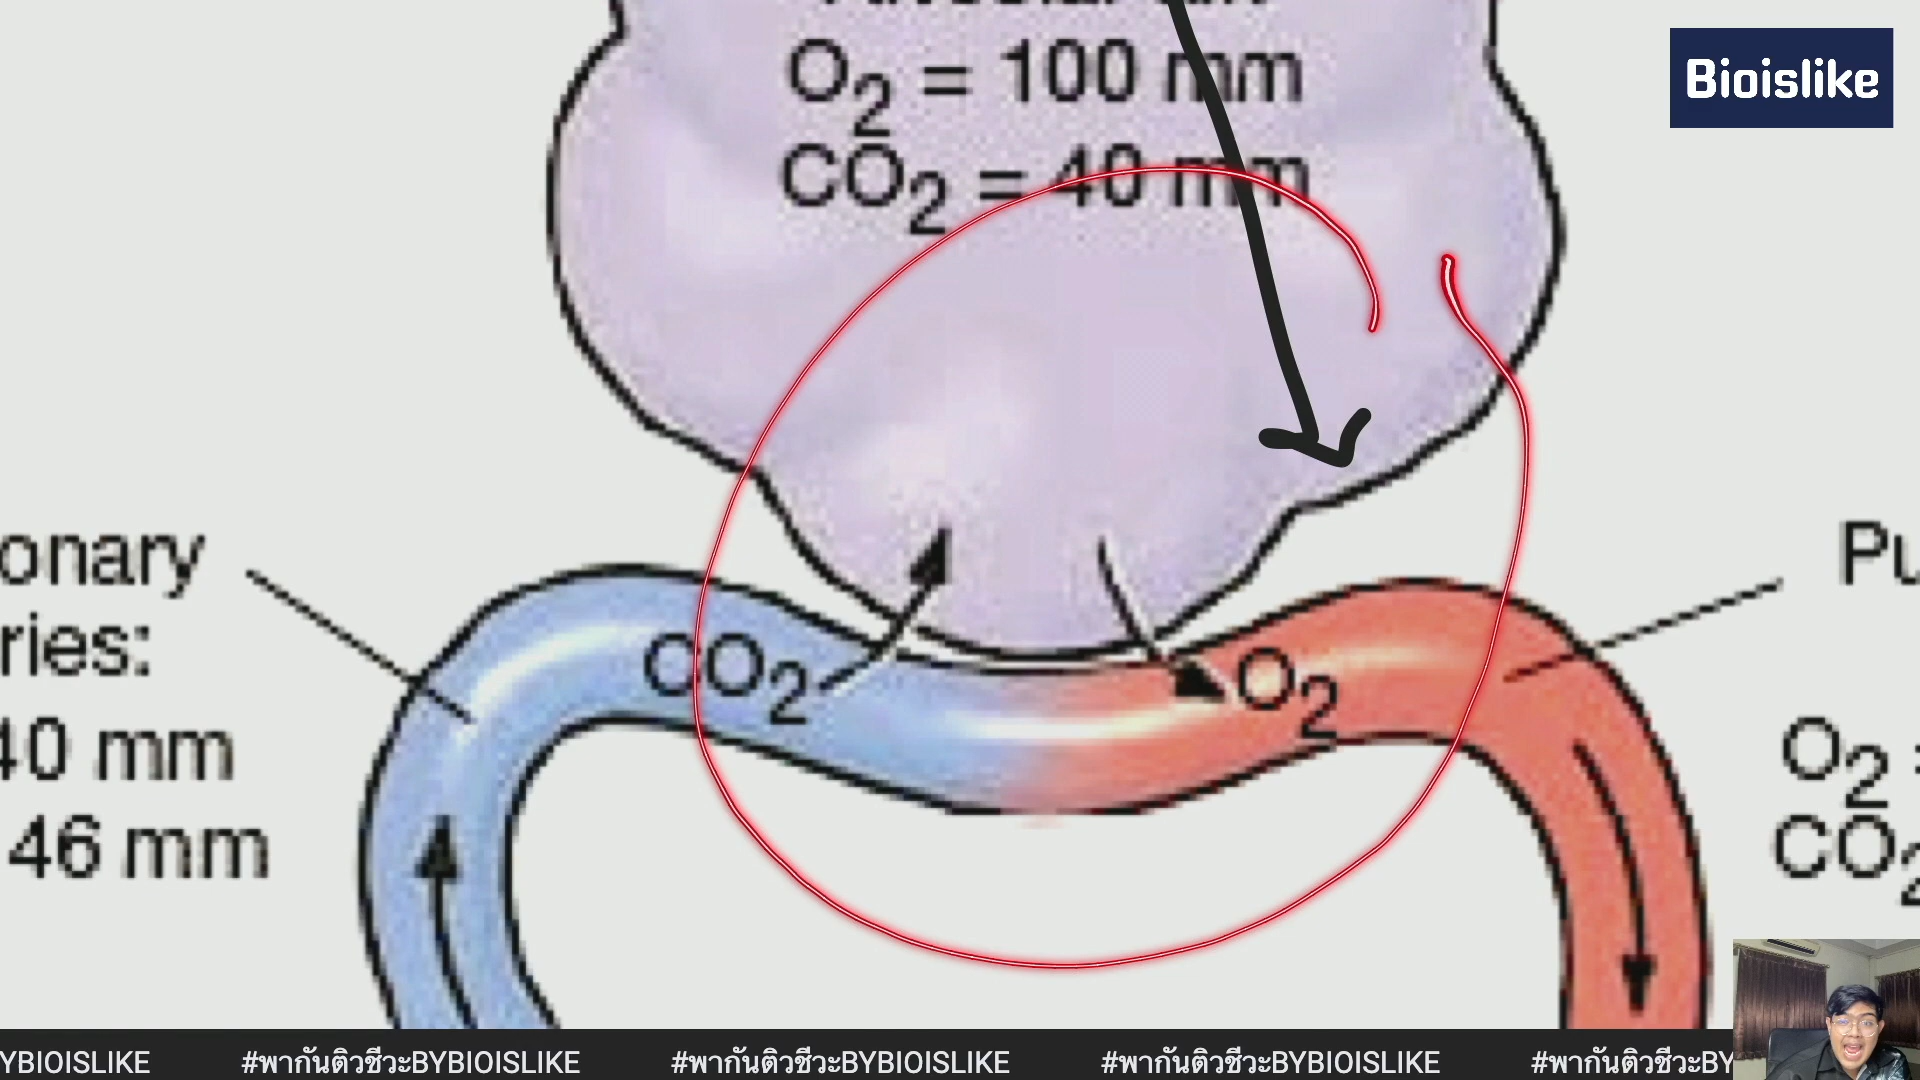 O2 = 100 mm
CO2 = 40 mm
Bioislike
onary
ries:
40 mm
46 mm
CO2
O2
Pu
O2 =
CO2
YBIOISLIKE #พากันติวชีวะBYBIOISLIKE #พากันติวชีวะBYBIOISLIKE #พากันติวชีวะBYBIOISLIKE #พากันติวชีวะBY